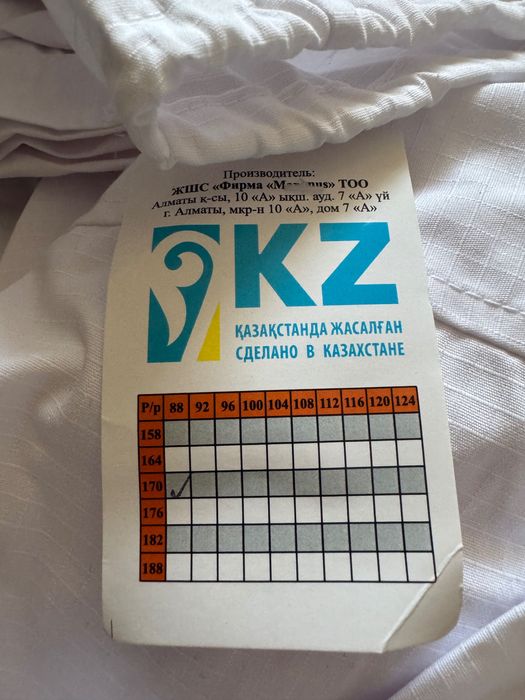 Производитель:
ЖШС «Фирма ТОО
Алматы қ-сы, 10 «А» ықш. ауд. 7 «А» үй
г. Алматы, мкр-н 10 «А», дом 7 «А»
KZ
ҚАЗАҚСТАНДА ЖАСАЛҒАН
СДЕЛАНО В КАЗАХСТАНЕ
Р/р 88 92 96 100 104 108 112 116 120 124
158
164
170
176
182
188